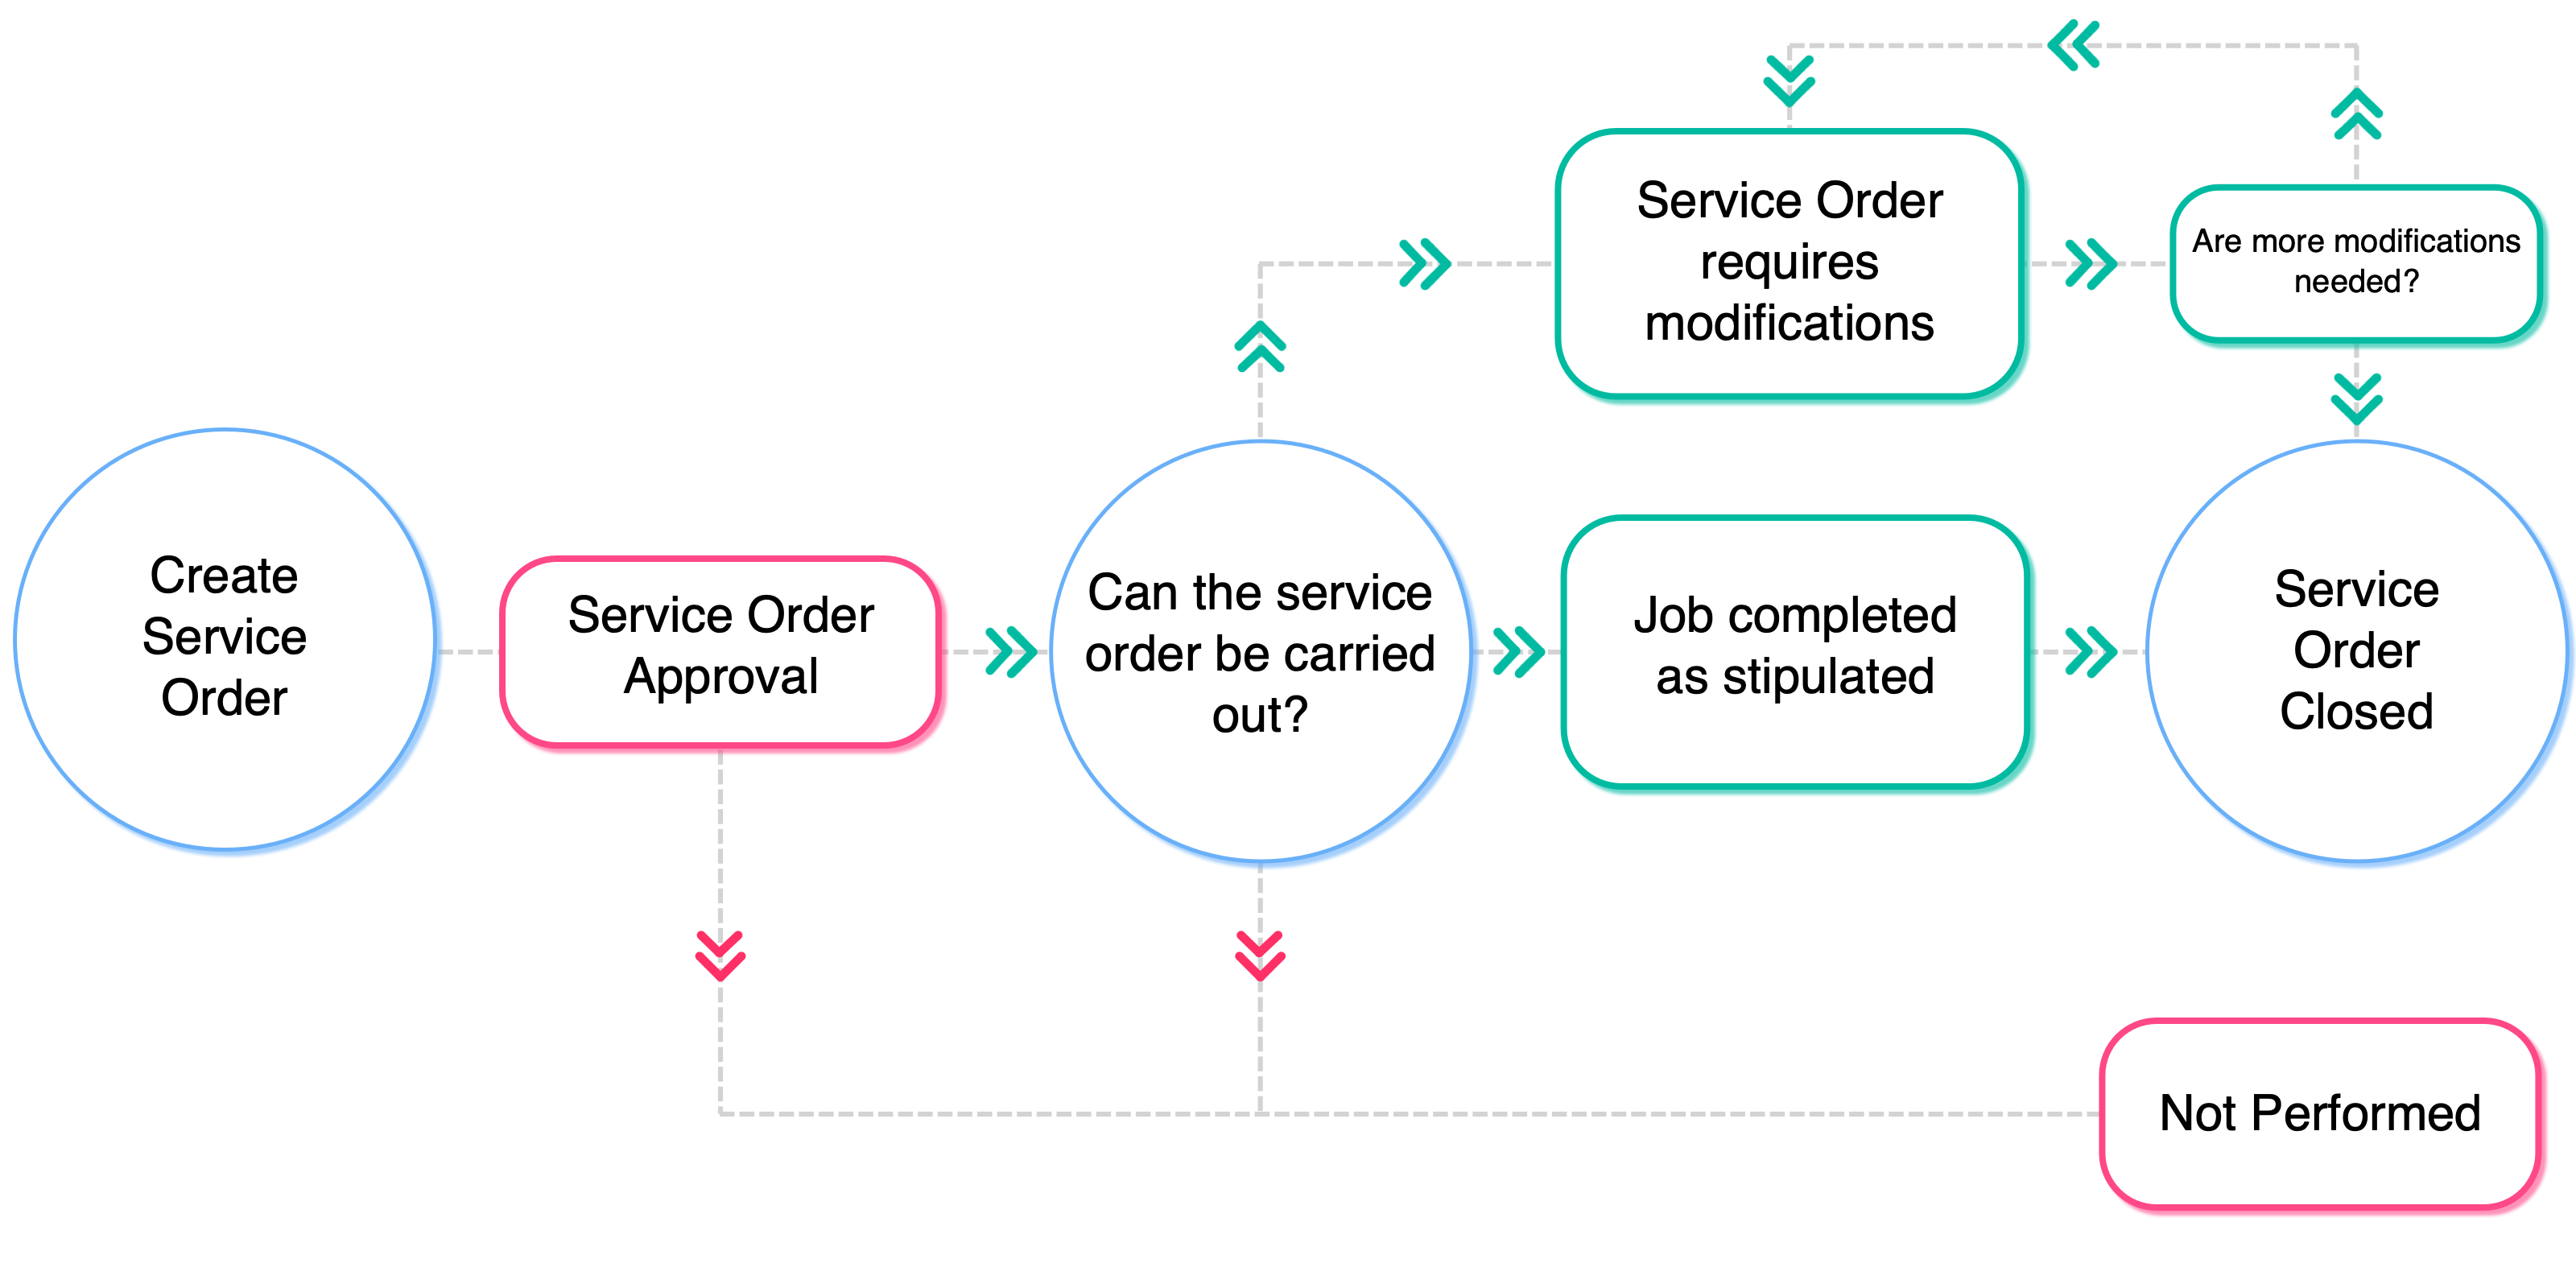 Create
Service
Order
Service Order
Approval
Can the service
order be carried
out?
Service Order
requires
modifications
Are more modifications
needed?
Job completed
as stipulated
Service
Order
Closed
Not Performed